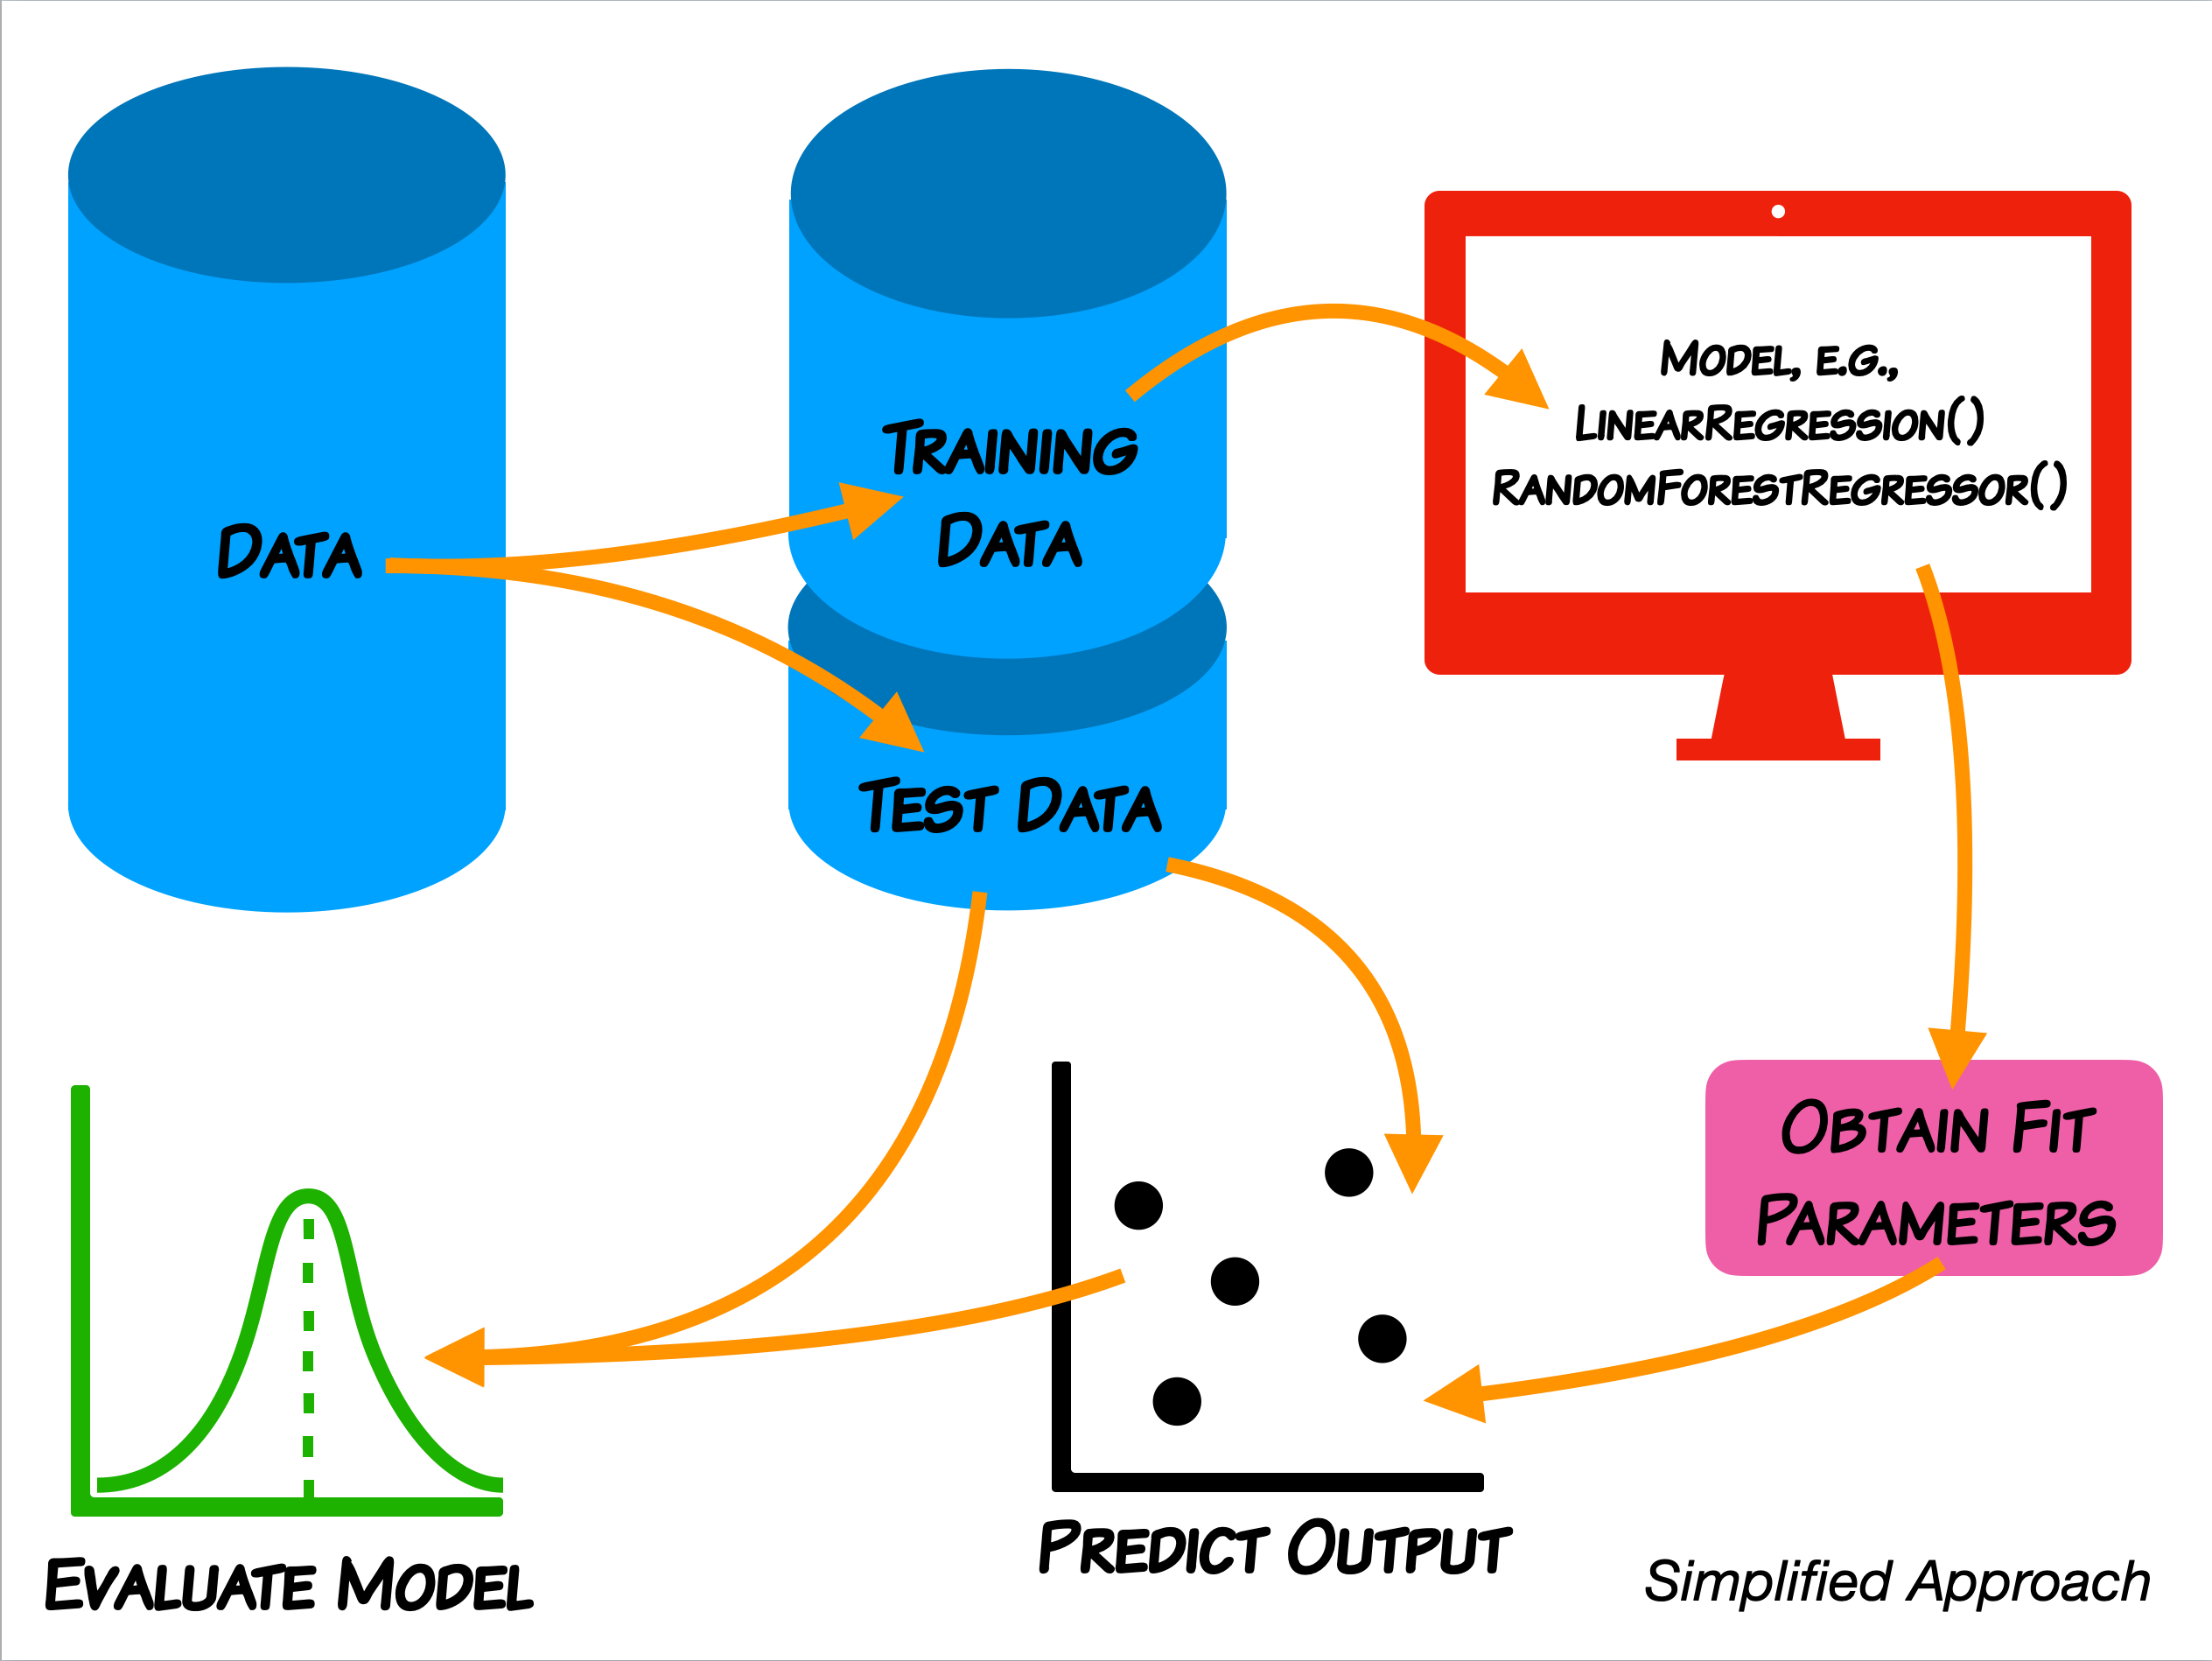 Data
Training
Data
Test Data
Model, e.g.,
LinearRegression()
RandomForestRegressor()
Obtain Fit
Parameters
Predict Output
Evaluate Model
Simplified Approach